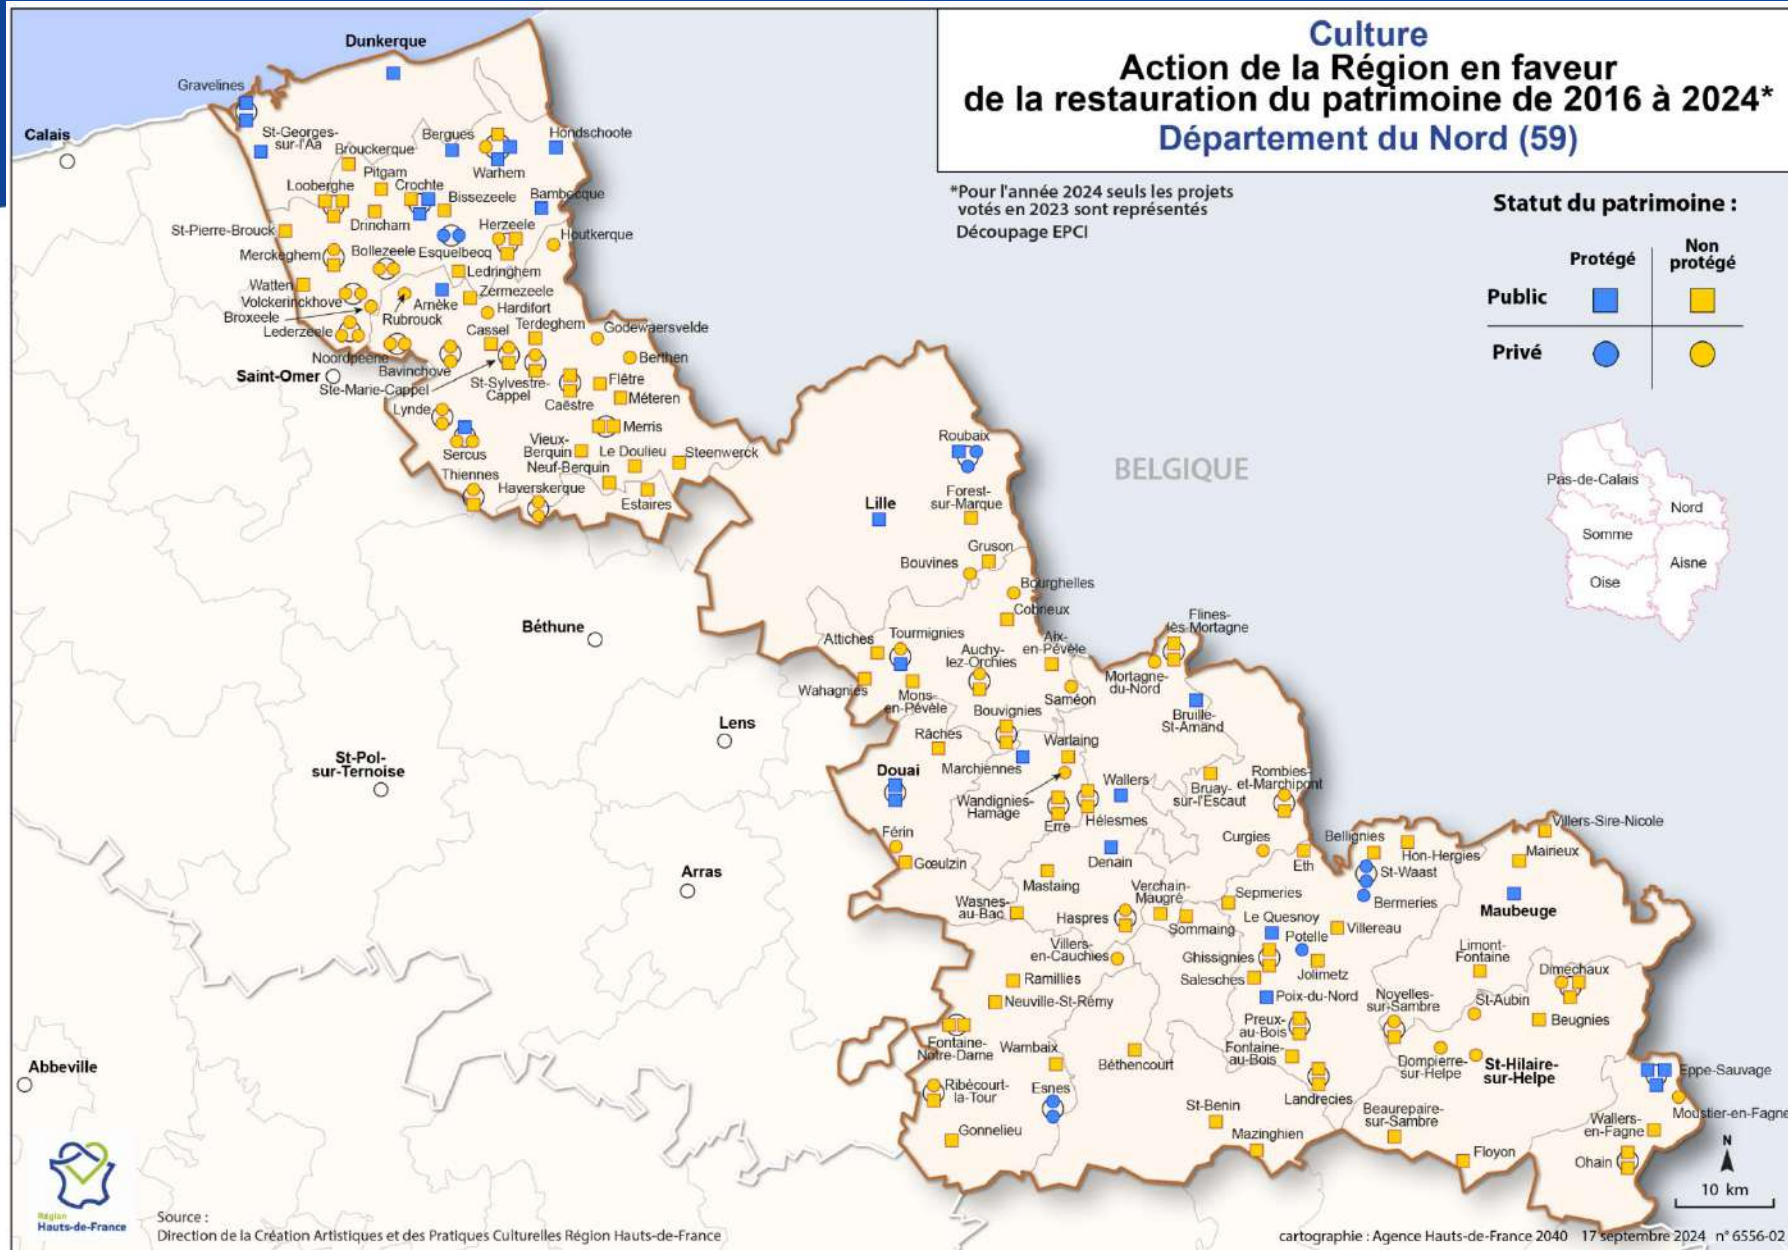 Culture
Action de la Région en faveur
de la restauration du patrimoine de 2016 à 2024*
Département du Nord (59)
*Pour l'année 2024 seuls les projets
votés en 2023 sont représentés
Découpage EPCI
Statut du patrimoine :
Protégé
Non
protégé
Public
Privé
Pas-de-Calais
Nord
Somme
Aisne
Oise
BELGIQUE
Dunkerque
Gravelines
Calais
St-Georges-
sur-l'Aa
Brouckerque
Bergues
Hondschoote
Warhem
Pitgam
Looberghe
Crochte
Bissezeele
Bambecque
Drincham
St-Pierre-Brouck
Herzeele
Houtkerque
Merckeghem
Bollezeele
Esquelbecq
Ledringhem
Watten
Volckerinckhove
Arnèke
Zermezeele
Broxeele
Rubrouck
Hardifort
Lederzeele
Cassel
Terdeghem
Godewaersvelde
Noordpeene
Bavinchove
Berthen
Saint-Omer
Ste-Marie-Cappel
St-Sylvestre-
Cappel
Caëstre
Flêtre
Méteren
Lynde
Merris
Sercus
Vieux-
Berquin
Le Doulieu
Steenwerck
Neuf-Berquin
Thiennes
Haverskerque
Estaires
Roubaix
Lille
Forest-
sur-Marque
Gruson
Bouvines
Bourghelles
Cobrieux
Béthune
Attiches
Tourmignies
Auchy-
lez-Orchies
Aix-
en-Pévèle
Flines-
lès-Mortagne
Wahagnies
Mons-
en-Pévèle
Saméon
Mortagne-
du-Nord
Bouvignies
Bruille-
St-Amand
Lens
Râches
Warlaing
St-Pol-
sur-Ternoise
Douai
Marchiennes
Wallers
Rombies-
et-Marchipont
Bruay-
sur-l'Escaut
Wandignies-
Hamage
Erre
Hélesmes
Férin
Curgies
Bellignies
Villers-Sire-Nicole
Denain
Eth
Hon-Hergies
Mairieux
Gœulzin
St-Waast
Arras
Mastaing
Verchain-
Maugré
Sepmeries
Bermeries
Maubeuge
Wasnes-
au-Bac
Haspres
Sommaing
Le Quesnoy
Potelle
Villereau
Villers-
en-Cauchies
Ghissignies
Limont-
Fontaine
Ramillies
Salesches
Jolimetz
Dimechaux
Neuville-St-Rémy
Poix-du-Nord
Noyelles-
sur-Sambre
St-Aubin
Beugnies
Fontaine-
Notre-Dame
Wambaix
Preux-
au-Bois
Béthencourt
Fontaine-
au-Bois
Dompierre-
sur-Helpe
St-Hilaire-
sur-Helpe
Abbeville
Eppe-Sauvage
Ribécourt-
la-Tour
Esnes
Landrecies
St-Benin
Beaurepaire-
sur-Sambre
Moustier-en-Fagne
Wallers-
en-Fagne
Gonnelieu
Mazinghien
Floyon
Ohain
N
10 km
Région
Hauts-de-France
Source :
Direction de la Création Artistiques et des Pratiques Culturelles Région Hauts-de-France
cartographie : Agence Hauts-de-France 2040 17 septembre 2024 n° 6556-02